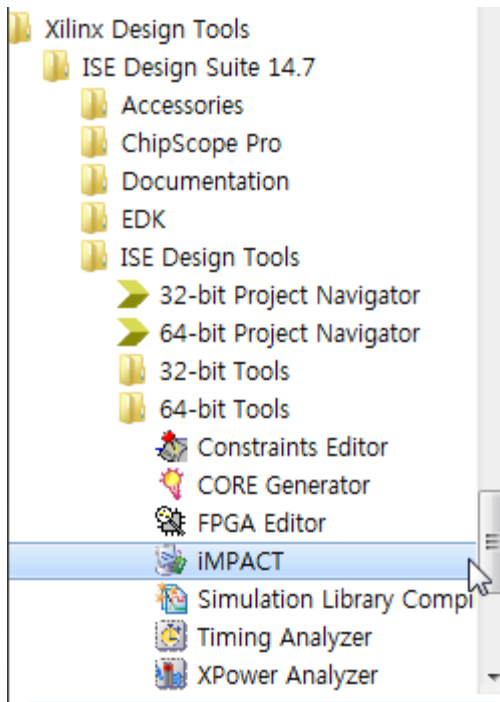 Xilinx Design Tools
ISE Design Suite 14.7
Accessories
ChipScope Pro
Documentation
EDK
ISE Design Tools
32-bit Project Navigator
64-bit Project Navigator
32-bit Tools
64-bit Tools
Constraints Editor
CORE Generator
FPGA Editor
iMPACT
Simulation Library Compi
Timing Analyzer
XPower Analyzer